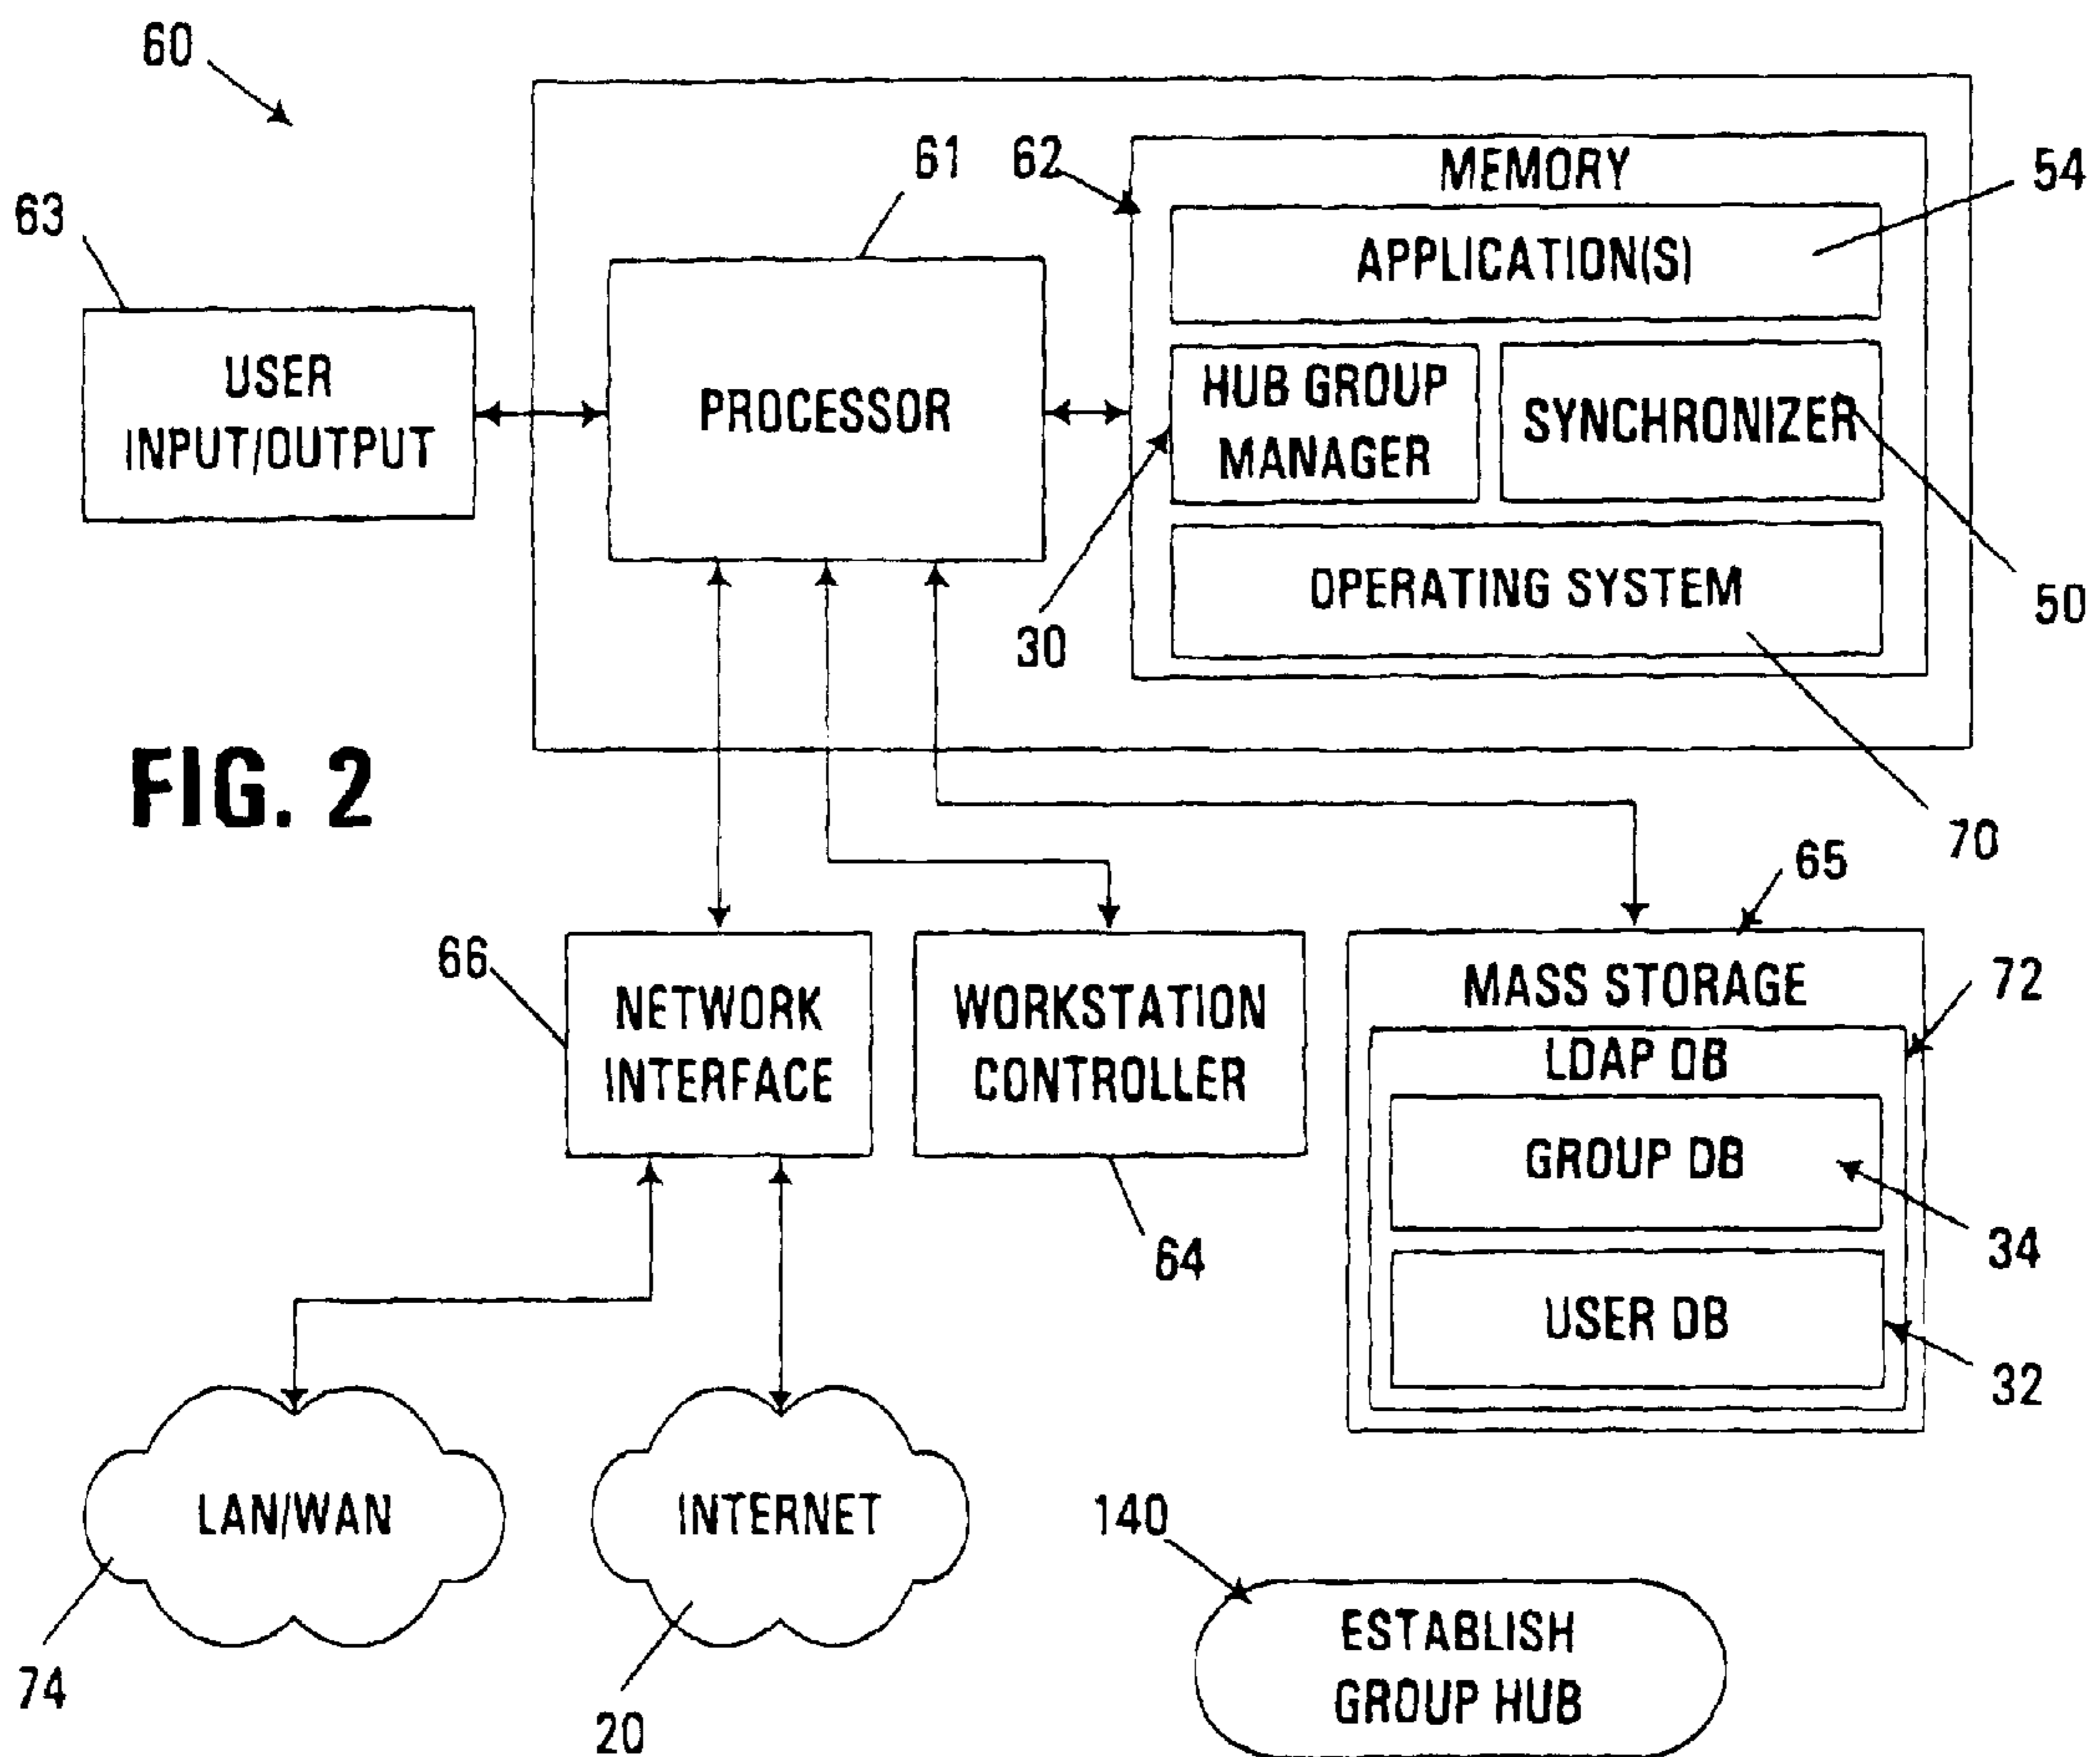 60
61
62
MEMORY
54
63
APPLICATION(S)
USER
INPUT/OUTPUT
PROCESSOR
HUB GROUP
MANAGER
SYNCHRONIZER
30
OPERATING SYSTEM
50
FIG. 2
70
65
66
NETWORK
INTERFACE
WORKSTATION
CONTROLLER
MASS STORAGE
72
LDAP DB
GROUP DB
64
34
USER DB
32
LAN/WAN
INTERNET
140
74
20
ESTABLISH
GROUP HUB